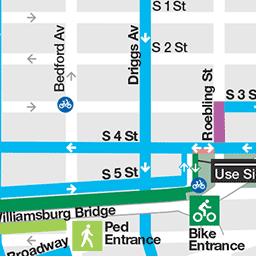 S 1 St
Bedford Av
Driggs Av
S 2 St
Roebling St
S 3 S
S 4 St
S 5 St
Use Si
Williamsburg Bridge
Ped
Entrance
Bike
Entrance
Broadway